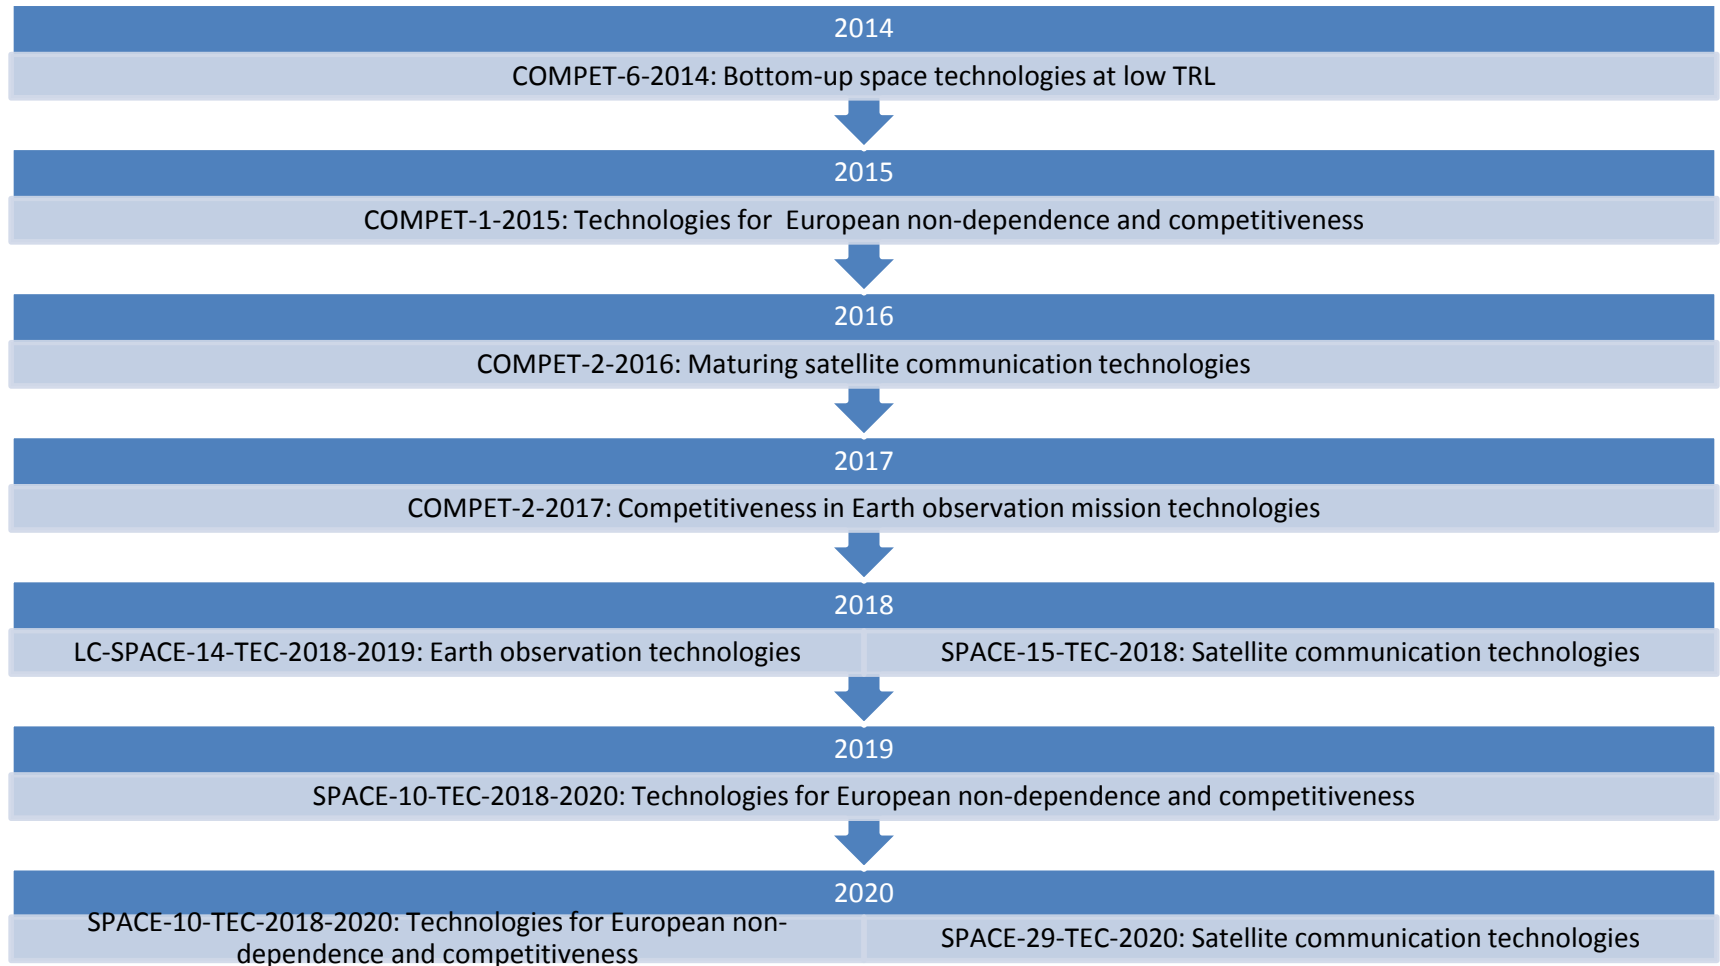 2014
COMPET-6-2014: Bottom-up space technologies at low TRL
2015
COMPET-1-2015: Technologies for  European non-dependence and competitiveness
2016
COMPET-2-2016: Maturing satellite communication technologies
2017
COMPET-2-2017: Competitiveness in Earth observation mission technologies
2018
LC-SPACE-14-TEC-2018-2019: Earth observation technologies
SPACE-15-TEC-2018: Satellite communication technologies
2019
SPACE-10-TEC-2018-2020: Technologies for European non-dependence and competitiveness
2020
SPACE-10-TEC-2018-2020: Technologies for European non-
dependence and competitiveness
SPACE-29-TEC-2020: Satellite communication technologies